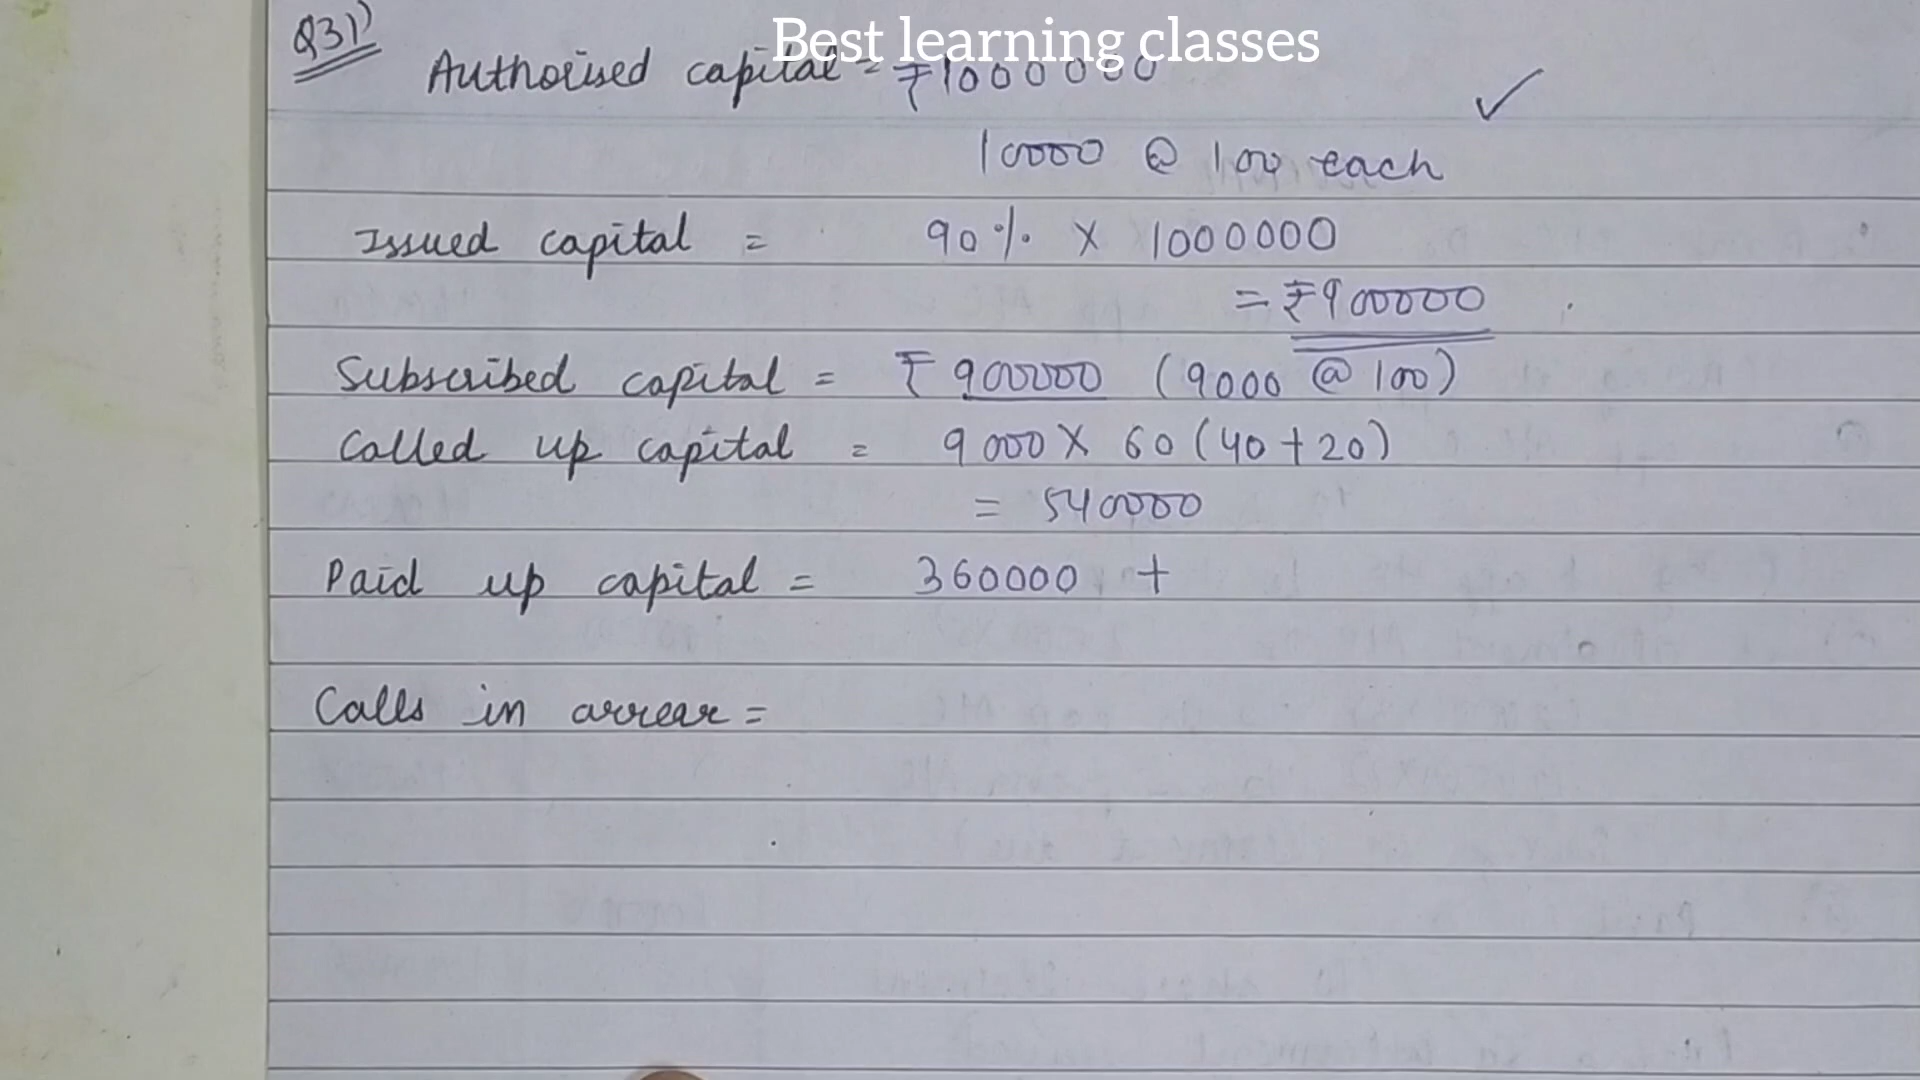 Best learning classes
Q31)
Authorised capital = ₹1000000
10000 @ 100 each
Issued capital = 90% X 1000000
= ₹900000
Subscribed capital = ₹900000 (9000 @ 100)
Called up capital = 9000 X 60 (40 + 20)
= 540000
Paid up capital = 360000 +
Calls in arrear =